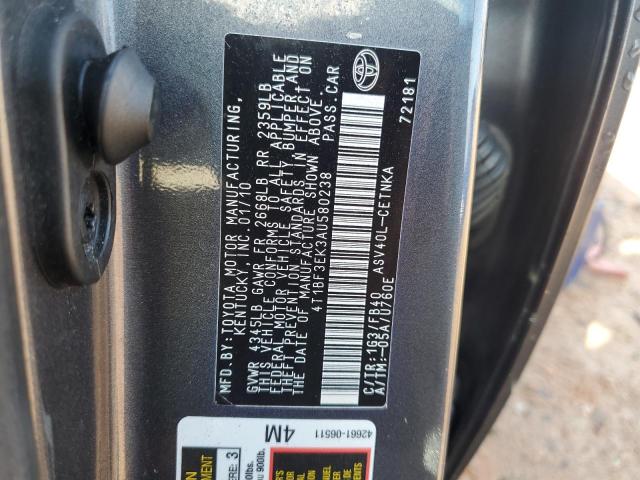 MFD. BY:TOYOTA MOTOR MANUFACTURING,
KENTUCKY, INC. 01/10
GVWR 4345LB GAWR FR 2668LB RR 2359LB
THIS VEHICLE CONFORMS TO ALL APPLICABLE
FEDERAL MOTOR VEHICLE SAFETY, BUMPER, AND
THEFT PREVENTION STANDARDS IN EFFECT ON
THE DATE OF MANUFACTURE SHOWN ABOVE.
4T1BF3EK3AU580238 PASS.CAR
C/TR:1G3/FB40 ASV40L-CETNKA
A/TM:-05A/U760E 72181
4M
42661-06511